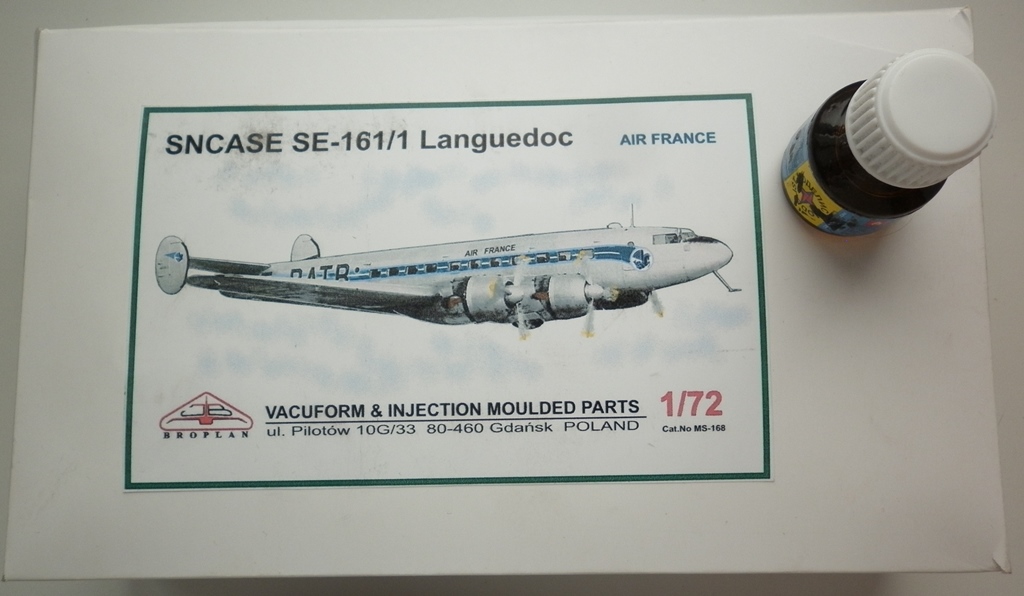 SNCASE SE-161/1 Languedoc
AIR FRANCE
AIR FRANCE
BROPLAN
VACUFORM & INJECTION MOULDED PARTS
ul. Pilotów 10G/33 80-460 Gdańsk POLAND
1/72
Cat.No MS-168